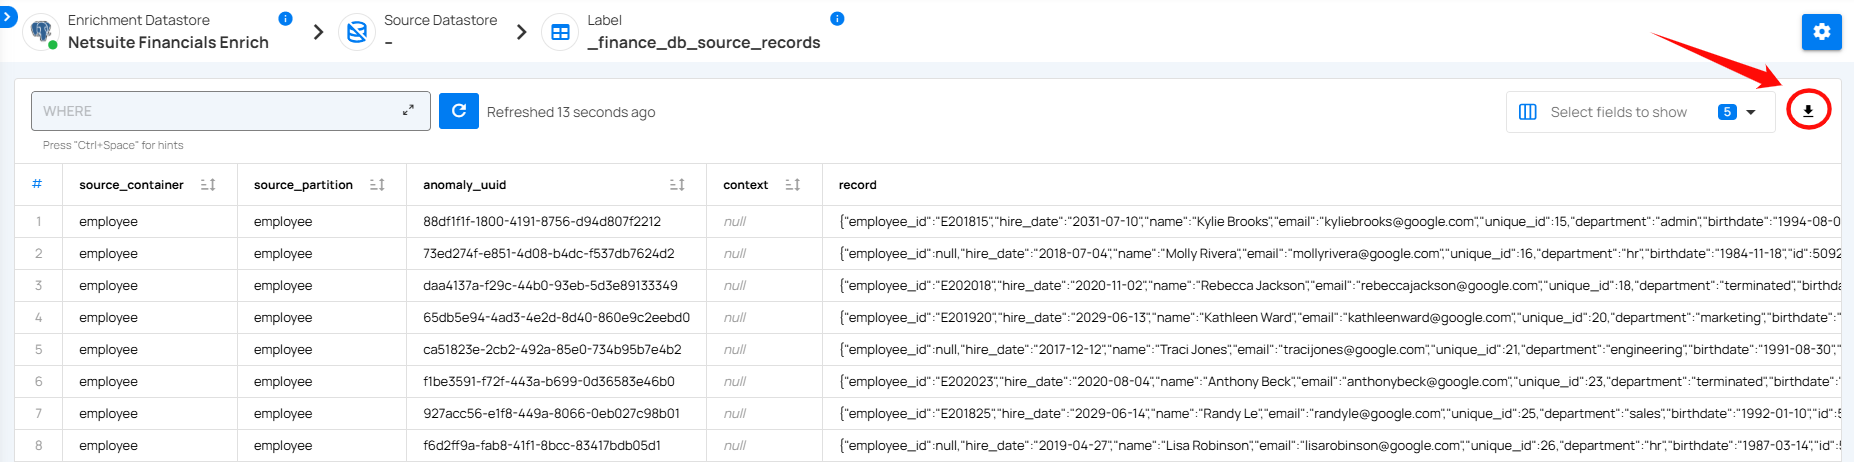 Enrichment Datastore
Netsuite Financials Enrich
Source Datastore
–
Label
_finance_db_source_records
WHERE
Refreshed 13 seconds ago
Select fields to show 5
Press "Ctrl+Space" for hints
# source_container source_partition anomaly_uuid context record
1 employee employee 88df1f1f-1800-4191-8756-d94d807f2212 null {"employee_id":"E201815","hire_date":"2031-07-10","name":"Kylie Brooks","email":"kyliebrooks@google.com","unique_id":15,"department":"admin","birthdate":"1994-08-0
2 employee employee 73ed274f-e851-4d08-b4dc-f537db7624d2 null {"employee_id":null,"hire_date":"2018-07-04","name":"Molly Rivera","email":"mollyrivera@google.com","unique_id":16,"department":"hr","birthdate":"1984-11-18","id":5092
3 employee employee daa4137a-f29c-44b0-93eb-5d3e89133349 null {"employee_id":"E202018","hire_date":"2020-11-02","name":"Rebecca Jackson","email":"rebeccajackson@google.com","unique_id":18,"department":"terminated","birthda
4 employee employee 65db5e94-4ad3-4e2d-8d40-860e9c2eebd0 null {"employee_id":"E201920","hire_date":"2029-06-13","name":"Kathleen Ward","email":"kathleenward@google.com","unique_id":20,"department":"marketing","birthdate":"
5 employee employee ca51823e-2cb2-492a-85e0-734b95b7e4b2 null {"employee_id":null,"hire_date":"2017-12-12","name":"Traci Jones","email":"tracijones@google.com","unique_id":21,"department":"engineering","birthdate":"1991-08-30","
6 employee employee f1be3591-f72f-443a-b699-0d36583e46b0 null {"employee_id":"E202023","hire_date":"2020-08-04","name":"Anthony Beck","email":"anthonybeck@google.com","unique_id":23,"department":"terminated","birthdate":"
7 employee employee 927acc56-e1f8-449a-8066-0eb027c98b01 null {"employee_id":"E201825","hire_date":"2029-06-14","name":"Randy Le","email":"randyle@google.com","unique_id":25,"department":"sales","birthdate":"1992-01-10","id":5
8 employee employee f6d2ff9a-fab8-41f1-8bcc-83417bdb05d1 null {"employee_id":null,"hire_date":"2019-04-27","name":"Lisa Robinson","email":"lisarobinson@google.com","unique_id":26,"department":"hr","birthdate":"1987-03-14","id":5